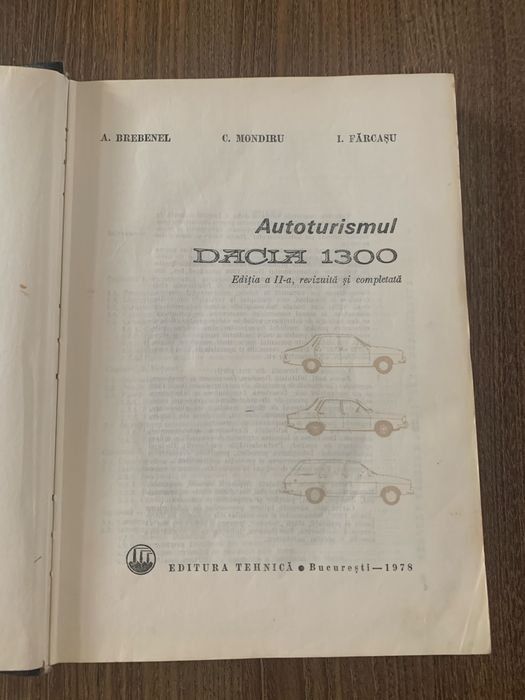 A. BREBENEL C. MONDIRU I. FĂRCAȘU
Autoturismul
DACIA 1300
Ediția a II-a, revizuită și completată
EDITURA TEHNICĂ ● București—1978